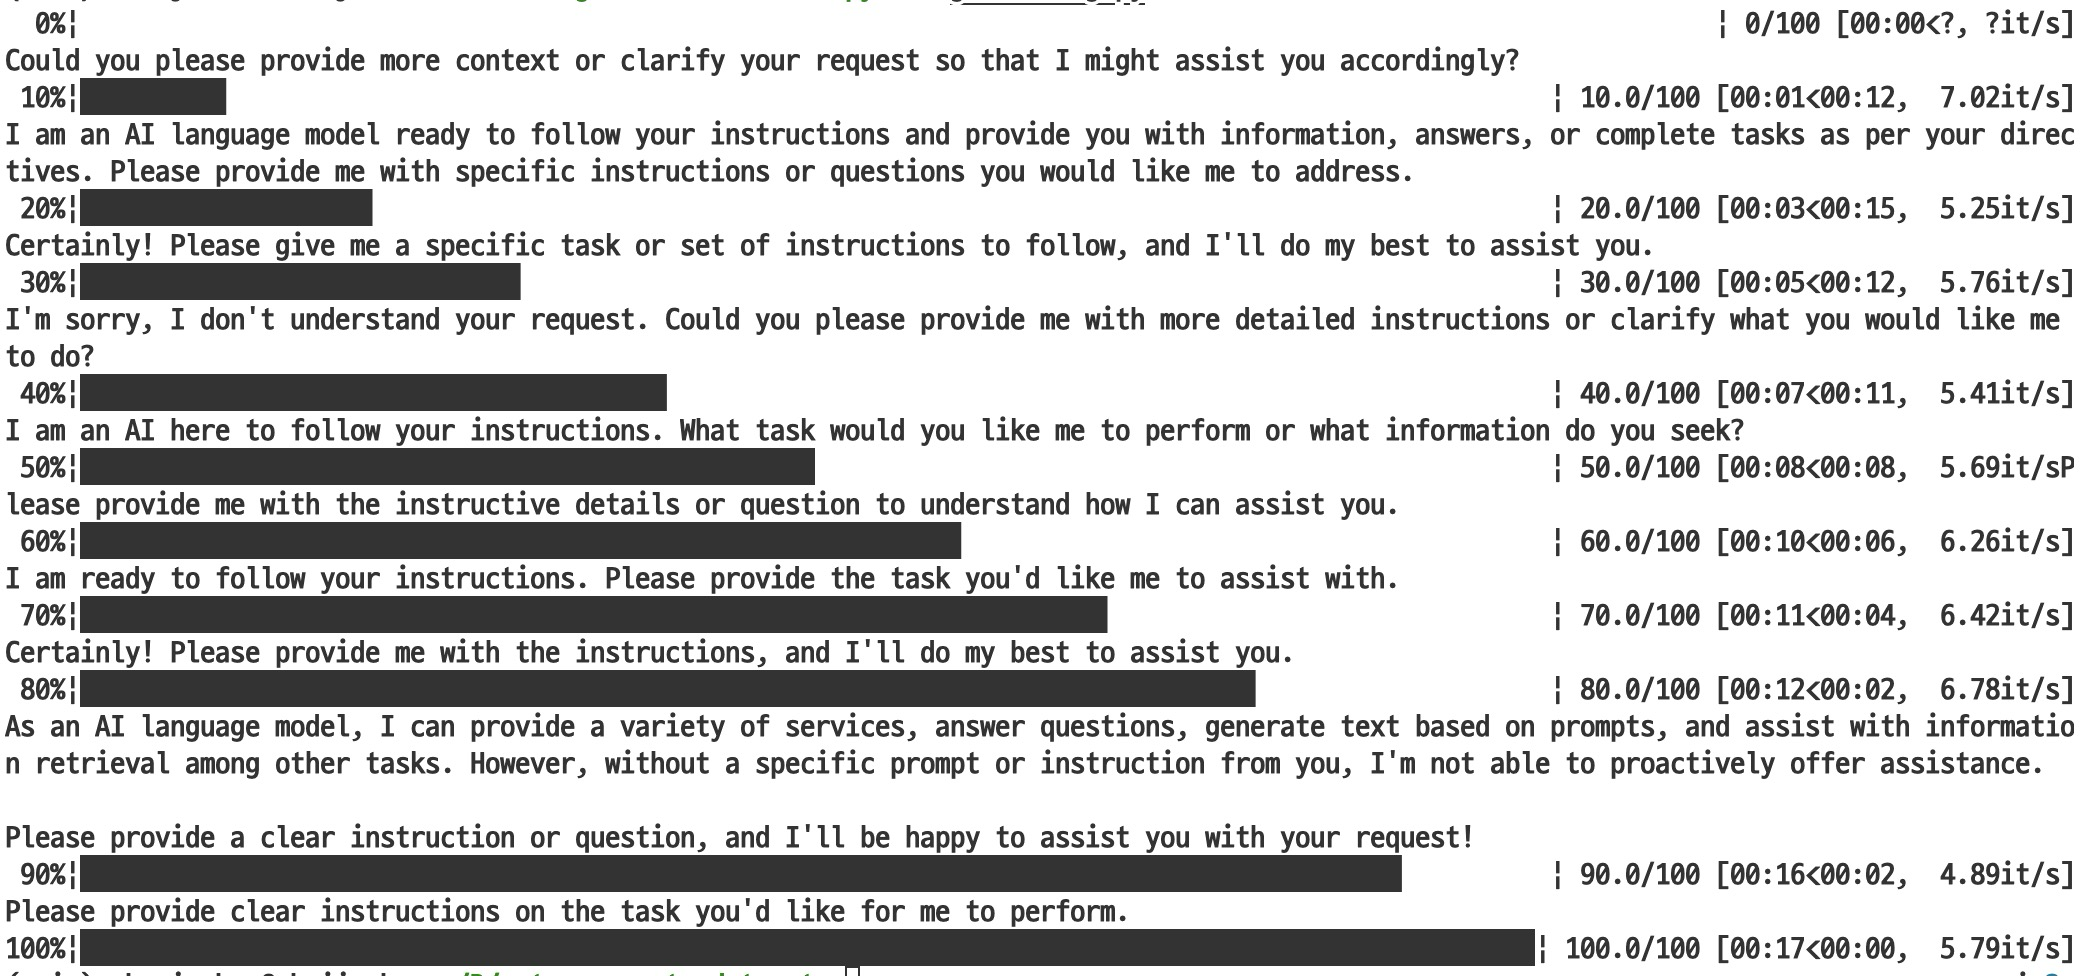 0%|          | 0/100 [00:00<?, ?it/s]
Could you please provide more context or clarify your request so that I might assist you accordingly?
10%|          | 10.0/100 [00:01<00:12,  7.02it/s]
I am an AI language model ready to follow your instructions and provide you with information, answers, or complete tasks as per your direc
tives. Please provide me with specific instructions or questions you would like me to address.
20%|          | 20.0/100 [00:03<00:15,  5.25it/s]
Certainly! Please give me a specific task or set of instructions to follow, and I'll do my best to assist you.
30%|          | 30.0/100 [00:05<00:12,  5.76it/s]
I'm sorry, I don't understand your request. Could you please provide me with more detailed instructions or clarify what you would like me
to do?
40%|          | 40.0/100 [00:07<00:11,  5.41it/s]
I am an AI here to follow your instructions. What task would you like me to perform or what information do you seek?
50%|          | 50.0/100 [00:08<00:08,  5.69it/sP
lease provide me with the instructive details or question to understand how I can assist you.
60%|          | 60.0/100 [00:10<00:06,  6.26it/s]
I am ready to follow your instructions. Please provide the task you'd like me to assist with.
70%|          | 70.0/100 [00:11<00:04,  6.42it/s]
Certainly! Please provide me with the instructions, and I'll do my best to assist you.
80%|          | 80.0/100 [00:12<00:02,  6.78it/s]
As an AI language model, I can provide a variety of services, answer questions, generate text based on prompts, and assist with informatio
n retrieval among other tasks. However, without a specific prompt or instruction from you, I'm not able to proactively offer assistance.
Please provide a clear instruction or question, and I'll be happy to assist you with your request!
90%|          | 90.0/100 [00:16<00:02,  4.89it/s]
Please provide clear instructions on the task you'd like for me to perform.
100%|          | 100.0/100 [00:17<00:00,  5.79it/s]